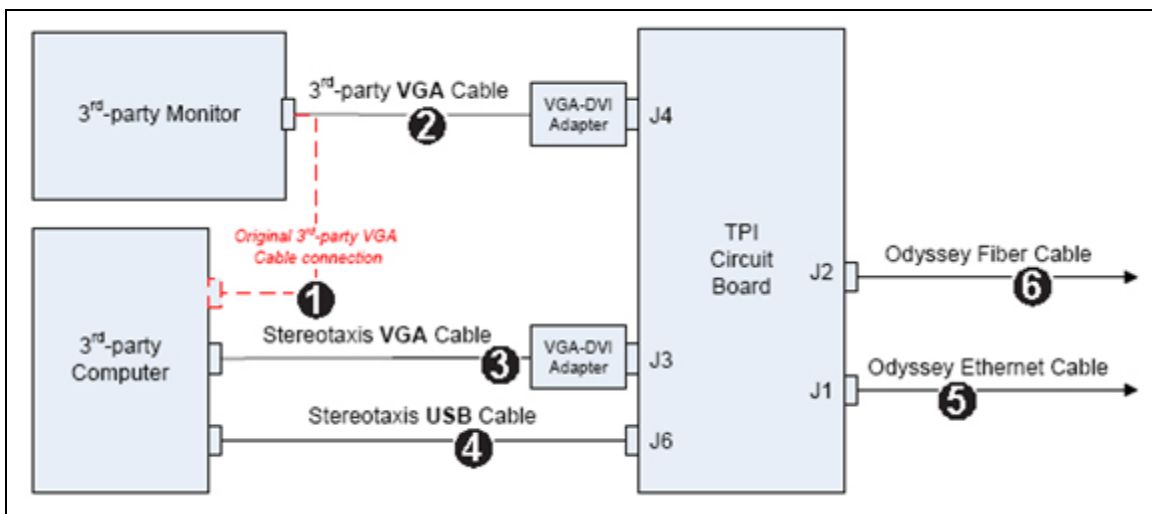 3rd-party Monitor
3rd-party VGA Cable
2
VGA-DVI
Adapter
J4
Original 3rd-party VGA
Cable connection
1
3rd-party
Computer
Stereotaxis VGA Cable
3
VGA-DVI
Adapter
J3
Stereotaxis USB Cable
4
J6
TPI
Circuit
Board
J2
Odyssey Fiber Cable
6
J1
Odyssey Ethernet Cable
5